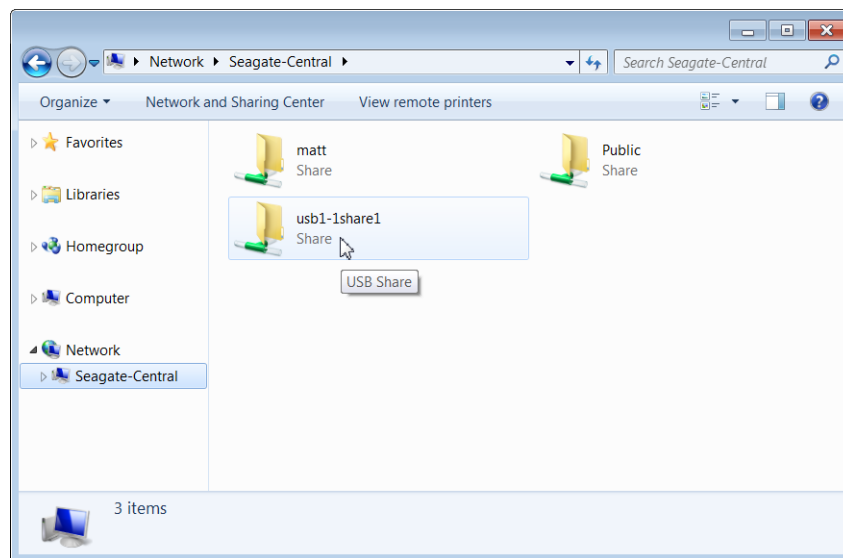 Network Seagate-Central
Search Seagate-Central
Organize Network and Sharing Center View remote printers
Favorites
Libraries
Homegroup
Computer
Network
Seagate-Central
matt
Share
Public
Share
usb1-1share1
Share
USB Share
3 items